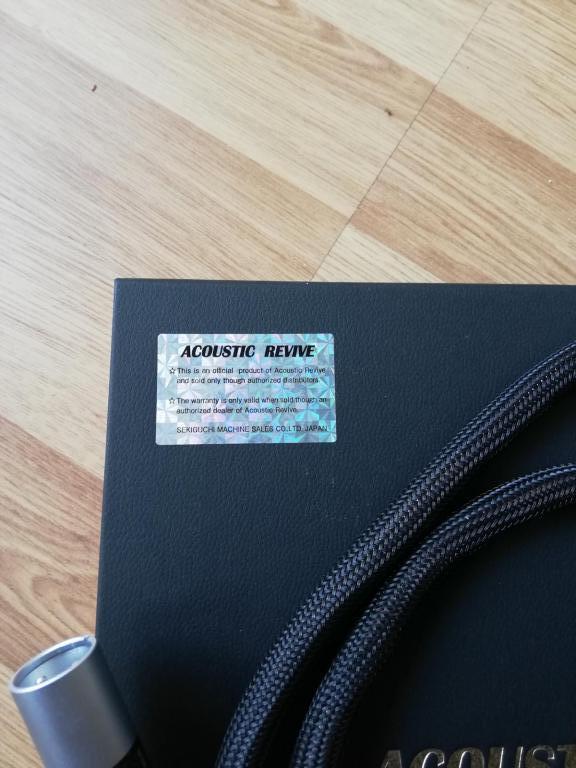 ACOUSTIC REVIVE
☆This is an official product of Acoustic Revive
and sold only though authorized distributors.
☆The warranty is only valid when sold though an
authorized dealer of Acoustic Revive.
SEKIGUCHI MACHINE SALES CO.LTD. JAPAN
ACOUST